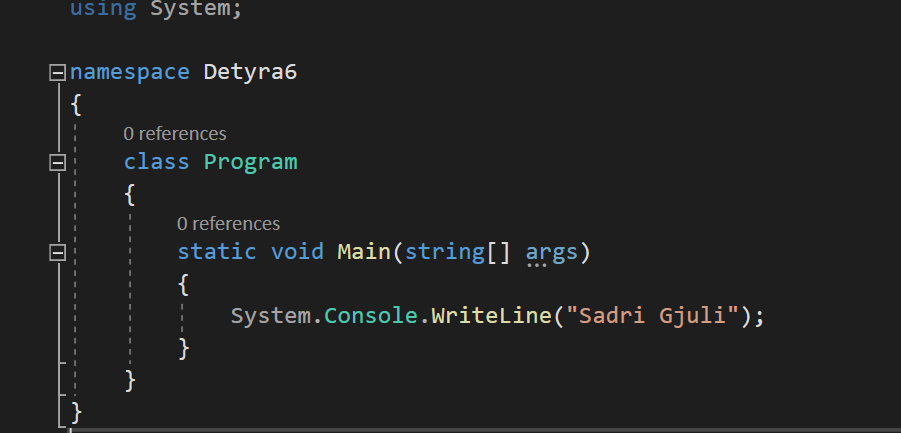 using System;
namespace Detyra6
{
0 references
class Program
{
0 references
static void Main(string[] args)
{
System.Console.WriteLine("Sadri Gjuli");
}
}
}